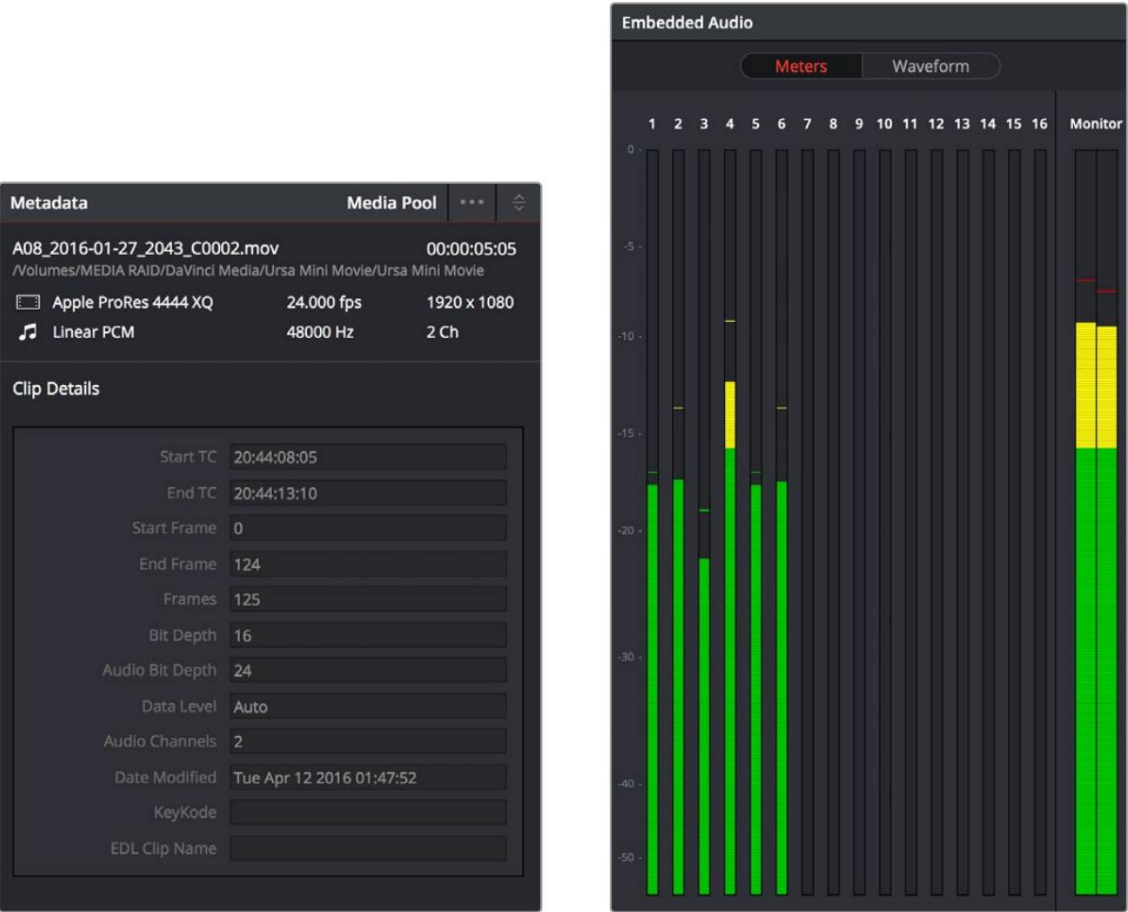 Metadata Media Pool
A08_2016-01-27_2043_C0002.mov 00:00:05:05
/Volumes/MEDIA RAID/DaVinci Media/Ursa Mini Movie/Ursa Mini Movie
Apple ProRes 4444 XQ 24.000 fps 1920 x 1080
Linear PCM 48000 Hz 2 Ch
Clip Details
Start TC 20:44:08:05
End TC 20:44:13:10
Start Frame 0
End Frame 124
Frames 125
Bit Depth 16
Audio Bit Depth 24
Data Level Auto
Audio Channels 2
Date Modified Tue Apr 12 2016 01:47:52
KeyKode
EDL Clip Name
Embedded Audio
Meters Waveform
1 2 3 4 5 6 7 8 9 10 11 12 13 14 15 16 Monitor
0 -
-5 -
-10 -
-15 -
-20 -
-30 -
-40 -
-50 -